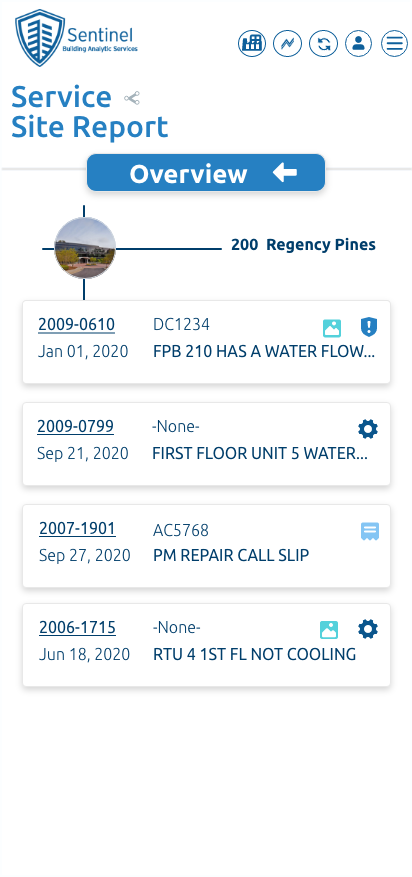 Sentinel
Building Analytic Services
Service
Site Report
Overview
200 Regency Pines
2009-0610 DC1234
Jan 01, 2020 FPB 210 HAS A WATER FLOW...
2009-0799 -None-
Sep 21, 2020 FIRST FLOOR UNIT 5 WATER...
2007-1901 AC5768
Sep 27, 2020 PM REPAIR CALL SLIP
2006-1715 -None-
Jun 18, 2020 RTU 4 1ST FL NOT COOLING